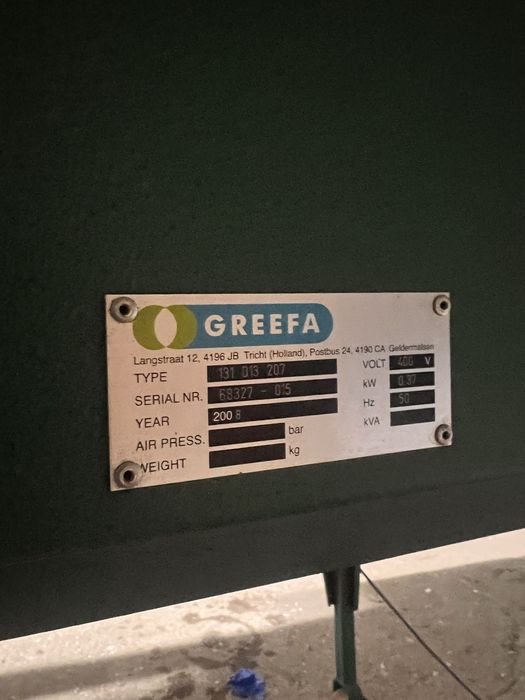 GREEFA
Langstraat 12, 4196 JB Tricht (Holland), Postbus 24, 4190 CA Geldermalsen
TYPE 131 013 207 VOLT 400 V
SERIAL NR. 68327 - 015 kW 0.37
YEAR 2008 Hz 50
AIR PRESS. bar kVA
WEIGHT kg